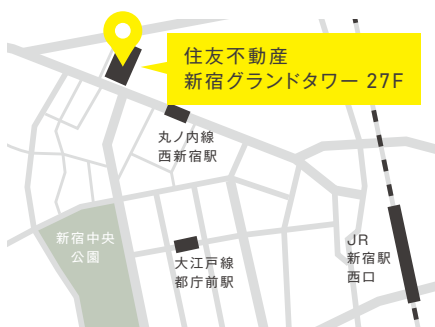 住友不動産
新宿グランドタワー 27F
丸ノ内線
西新宿駅
新宿中央
公園
大江戸線
都庁前駅
JR
新宿駅
西口